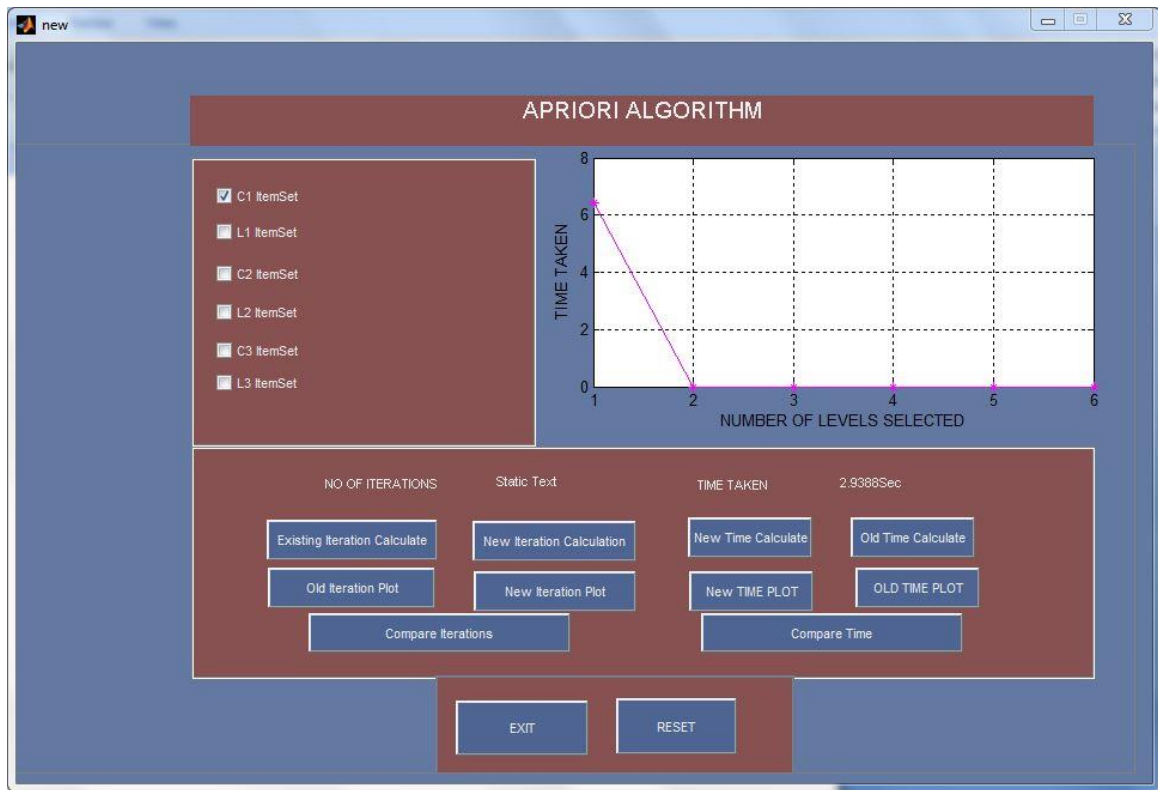 new
APRIORI ALGORITHM
C1 ItemSet
L1 ItemSet
C2 ItemSet
L2 ItemSet
C3 ItemSet
L3 ItemSet
8
6
4
2
0
TIME TAKEN
1 2 3 4 5 6
NUMBER OF LEVELS SELECTED
NO OF ITERATIONS Static Text TIME TAKEN 2.9388Sec
Existing Iteration Calculate New Iteration Calculation New Time Calculate Old Time Calculate
Old Iteration Plot New Iteration Plot New TIME PLOT OLD TIME PLOT
Compare Iterations Compare Time
EXIT RESET